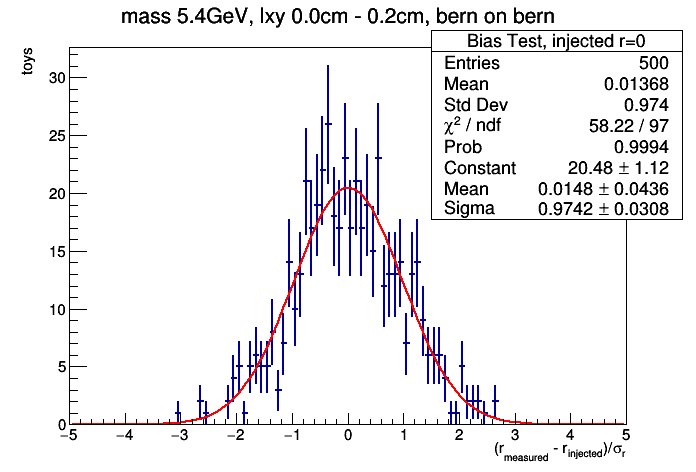 mass 5.4GeV, lxy 0.0cm - 0.2cm, bern on bern
Bias Test, injected r=0
Entries 500
Mean 0.01368
Std Dev 0.974
χ² / ndf 58.22 / 97
Prob 0.9994
Constant 20.48 ± 1.12
Mean 0.0148 ± 0.0436
Sigma 0.9742 ± 0.0308
toys
30
25
20
15
10
5
0
−5 −4 −3 −2 −1 0 1 2 3 4 5
(r_measured - r_injected)/σ_r